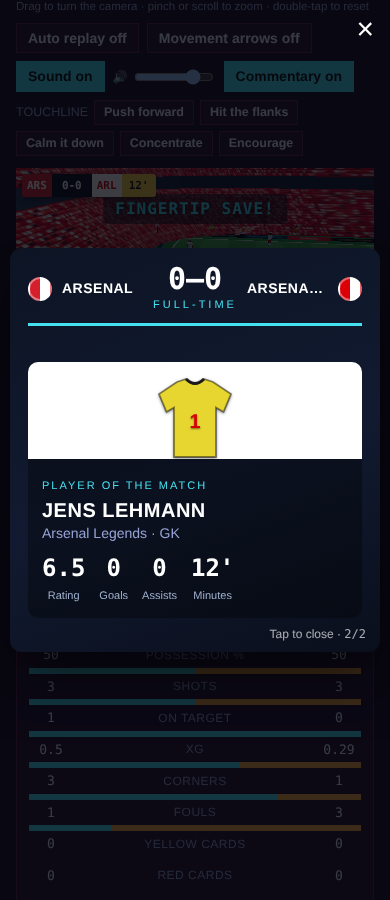 Drag to turn the camera · pinch or scroll to zoom · double-tap to reset
Auto replay off
Movement arrows off
×
Sound on
Commentary on
TOUCHLINE
Push forward
Hit the flanks
Calm it down
Concentrate
Encourage
ARS 0-0 ARL 12'
FINGERTIP SAVE!
ARSENAL 0–0 ARSENA...
FULL-TIME
1
PLAYER OF THE MATCH
JENS LEHMANN
Arsenal Legends · GK
6.5 0 0 12'
Rating Goals Assists Minutes
Tap to close · 2/2
50 POSSESSION % 50
3 SHOTS 3
1 ON TARGET 0
0.5 XG 0.29
3 CORNERS 1
1 FOULS 3
0 YELLOW CARDS 0
0 RED CARDS 0